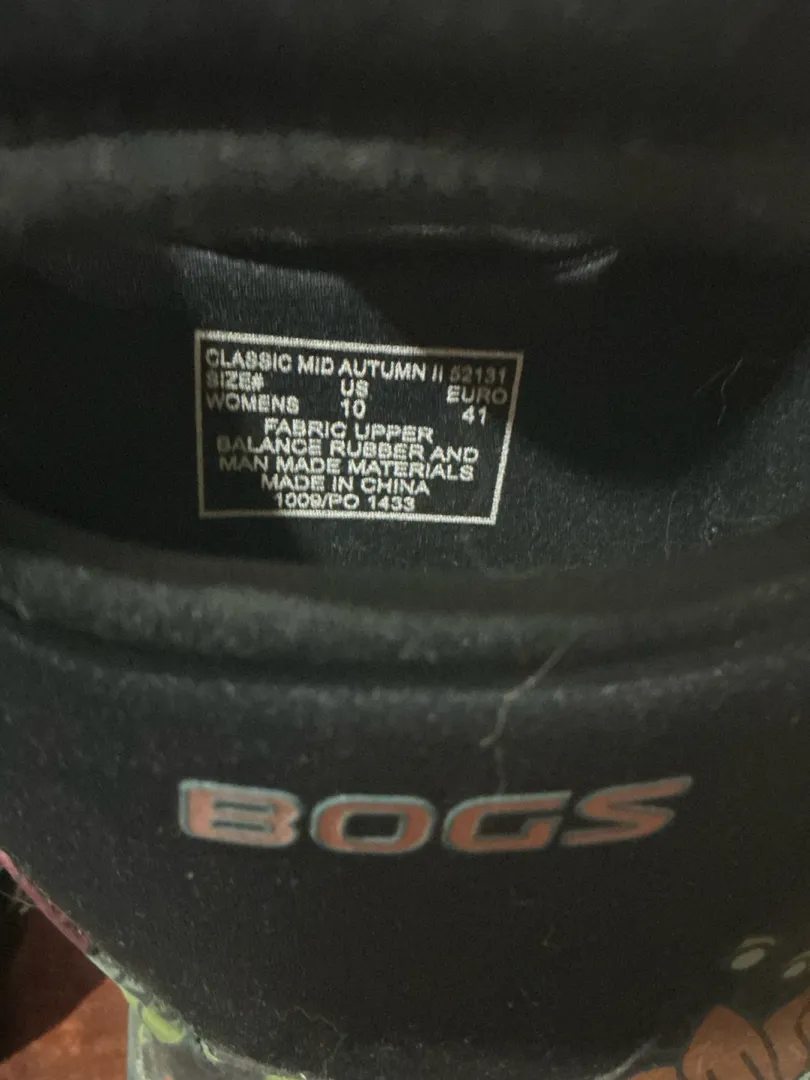 CLASSIC MID AUTUMN II 52131
SIZE# US EURO
WOMENS 10 41
FABRIC UPPER
BALANCE RUBBER AND
MAN MADE MATERIALS
MADE IN CHINA
1009/PO 1433
BOGS